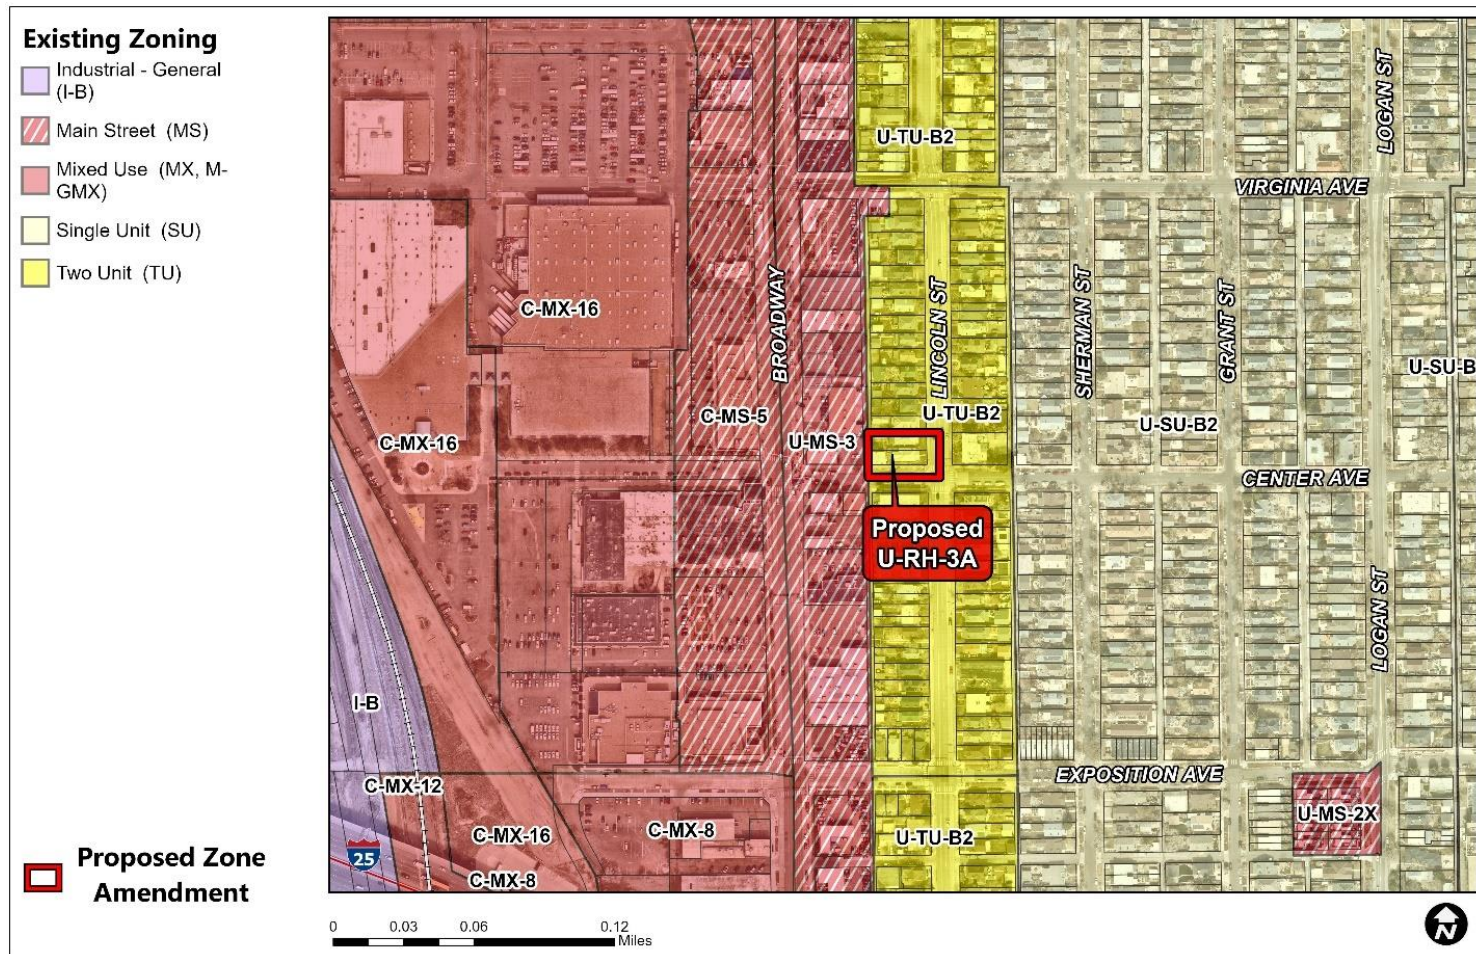 Existing Zoning
Industrial - General
(I-B)
Main Street (MS)
Mixed Use (MX, M-
GMX)
Single Unit (SU)
Two Unit (TU)
Proposed Zone
Amendment
LOGAN ST
U-TU-B2
VIRGINIA AVE
BROADWAY
LINCOLN ST
SHERMAN ST
GRANT ST
C-MX-16
U-SU-B
C-MS-5
U-TU-B2
U-SU-B2
C-MX-16
U-MS-3
CENTER AVE
Proposed
U-RH-3A
LOGAN ST
I-B
EXPOSITION AVE
C-MX-12
U-MS-2X
C-MX-16
C-MX-8
U-TU-B2
25
C-MX-8
0 0.03 0.06 0.12
Miles
N